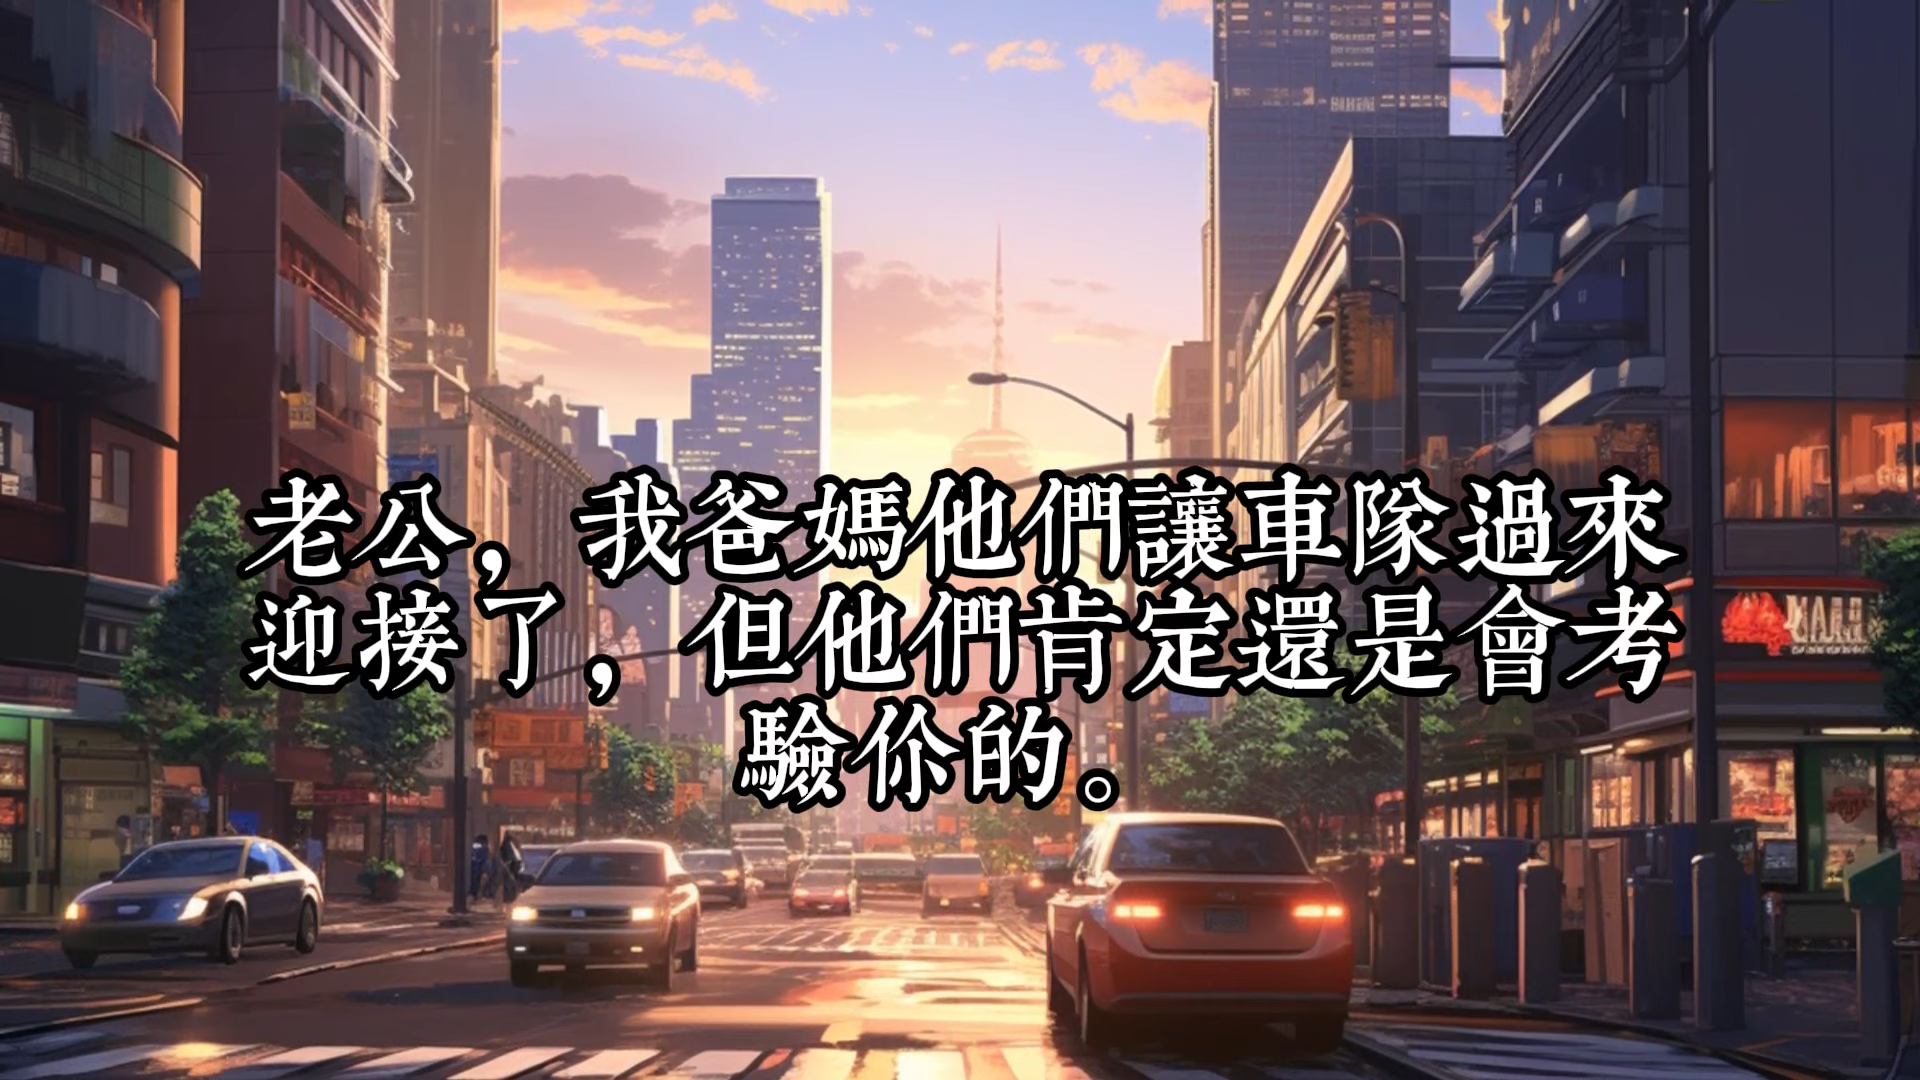 老公，我爸媽他們讓車隊過來
迎接了，但他們肯定還是會考
驗你的。